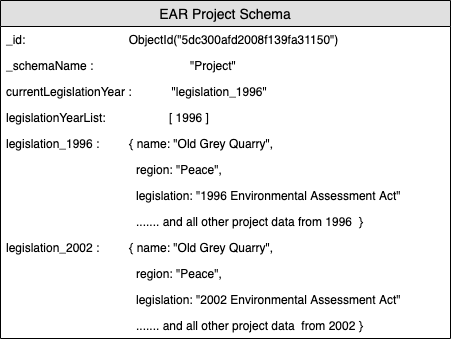 EAR Project Schema
_id: ObjectId("5dc300afd2008f139fa31150")
_schemaName : "Project"
currentLegislationYear : "legislation_1996"
legislationYearList: [ 1996 ]
legislation_1996 : { name: "Old Grey Quarry",
region: "Peace",
legislation: "1996 Environmental Assessment Act"
....... and all other project data from 1996 }
legislation_2002 : { name: "Old Grey Quarry",
region: "Peace",
legislation: "2002 Environmental Assessment Act"
....... and all other project data from 2002 }